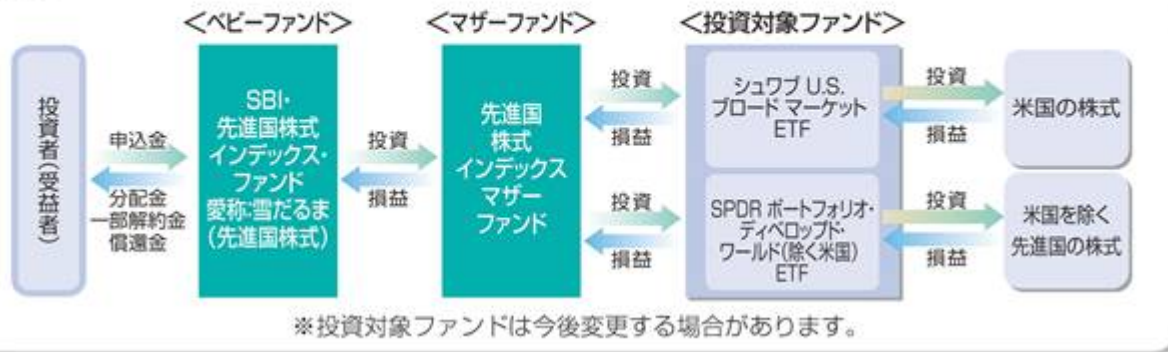 <ベビーファンド>
<マザーファンド>
<投資対象ファンド>
投資者(受益者)
申込金
分配金
一部解約金
償還金
SBI・
先進国株式
インデックス・
ファンド
愛称:雪だるま
(先進国株式)
投資
損益
先進国
株式
インデックス
マザー
ファンド
投資
損益
投資
損益
シュワブ U.S.
ブロード マーケット
ETF
SPDR ポートフォリオ・
ディベロップド・
ワールド(除く米国)
ETF
投資
損益
投資
損益
米国の株式
米国を除く
先進国の株式
※投資対象ファンドは今後変更する場合があります。